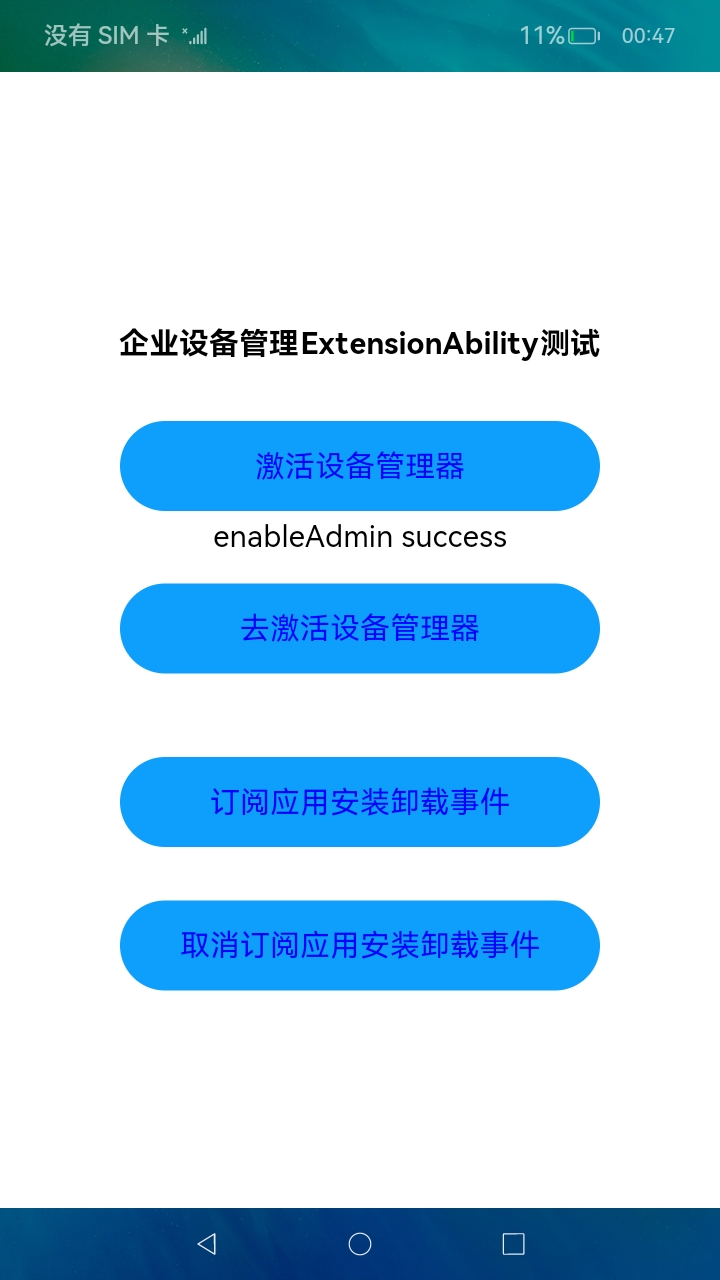 没有 SIM 卡 11% 00:47
企业设备管理ExtensionAbility测试
激活设备管理器
enableAdmin success
去激活设备管理器
订阅应用安装卸载事件
取消订阅应用安装卸载事件